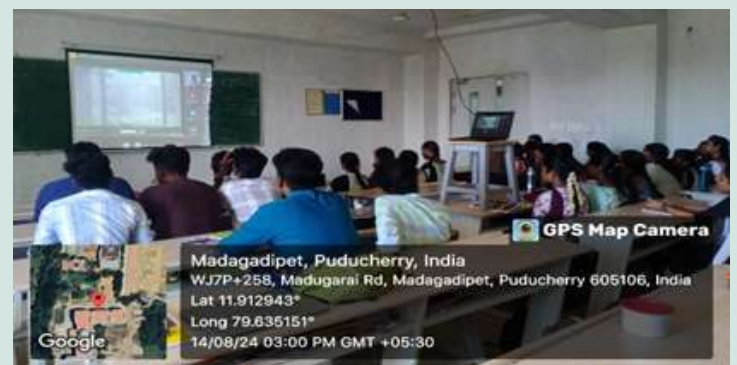 GPS Map Camera
Madagadipet, Puducherry, India
WJ7P+258, Madugarai Rd, Madagadipet, Puducherry 605106, India
Lat 11.912943°
Long 79.635151°
14/08/24 03:00 PM GMT +05:30
Google